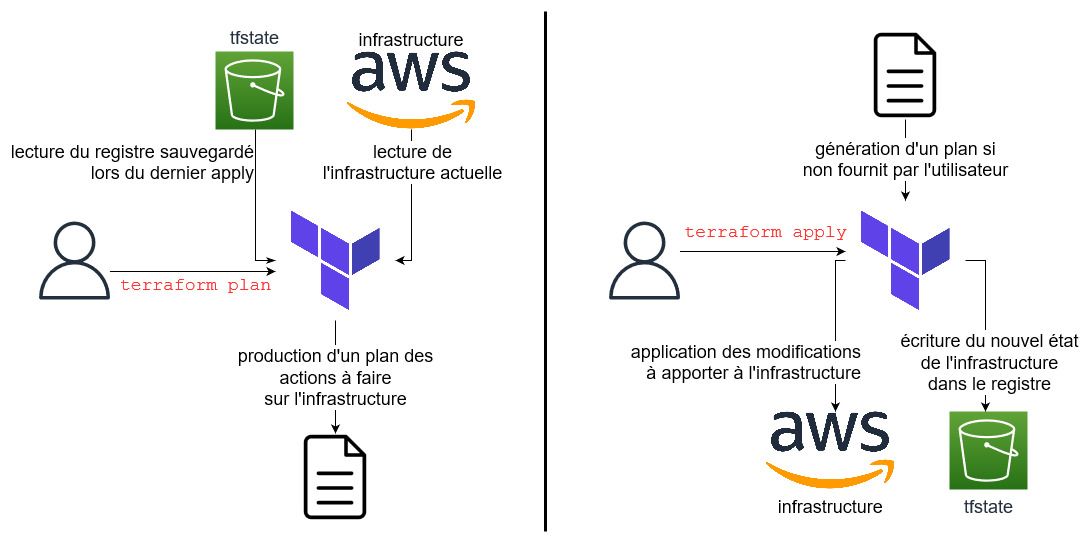 tfstate
infrastructure
aws
lecture du registre sauvegardé
lors du dernier apply
lecture de
l'infrastructure actuelle
terraform plan
production d'un plan des
actions à faire
sur l'infrastructure
génération d'un plan si
non fournit par l'utilisateur
terraform apply
application des modifications
à apporter à l'infrastructure
écriture du nouvel état
de l'infrastructure
dans le registre
aws
infrastructure
tfstate